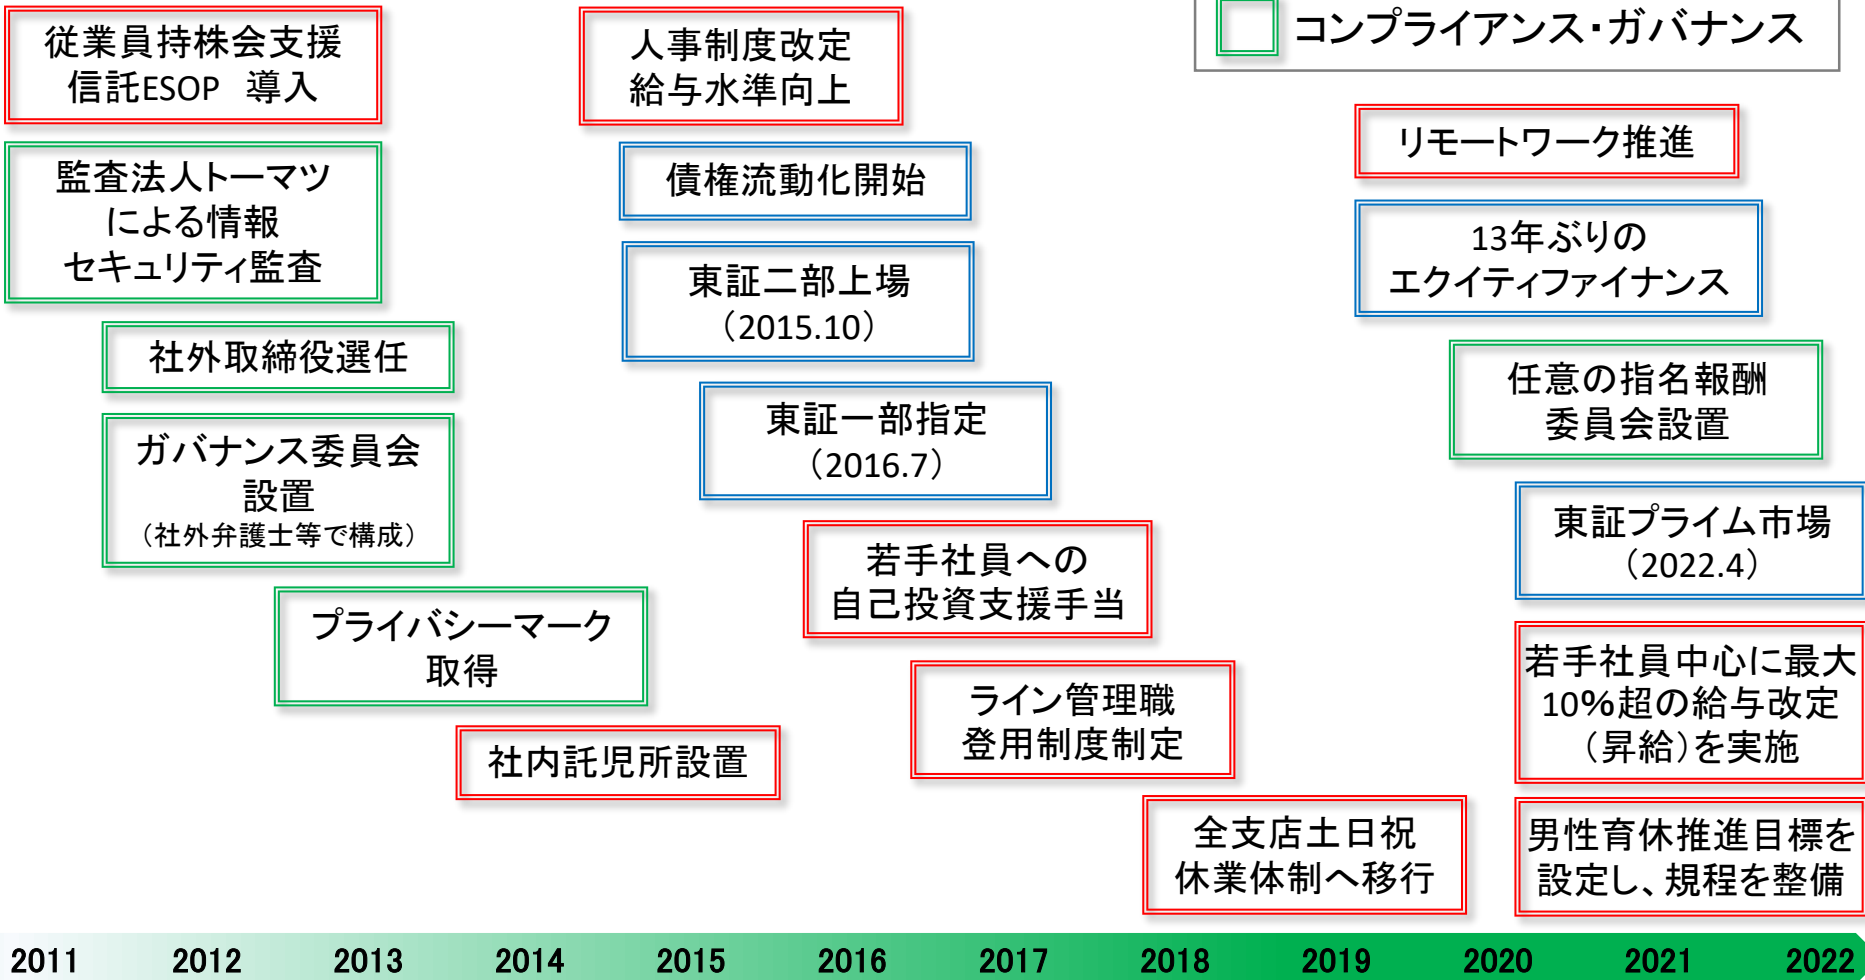 コンプライアンス・ガバナンス
従業員持株会支援
信託ESOP 導入
監査法人トーマツ
による情報
セキュリティ監査
社外取締役選任
ガバナンス委員会
設置
（社外弁護士等で構成）
プライバシーマーク
取得
社内託児所設置
人事制度改定
給与水準向上
債権流動化開始
東証二部上場
（2015.10）
東証一部指定
（2016.7）
若手社員への
自己投資支援手当
ライン管理職
登用制度制定
全支店土日祝
休業体制へ移行
リモートワーク推進
13年ぶりの
エクイティファイナンス
任意の指名報酬
委員会設置
東証プライム市場
（2022.4）
若手社員中心に最大
10%超の給与改定
（昇給）を実施
男性育休推進目標を
設定し、規程を整備
2011 2012 2013 2014 2015 2016 2017 2018 2019 2020 2021 2022